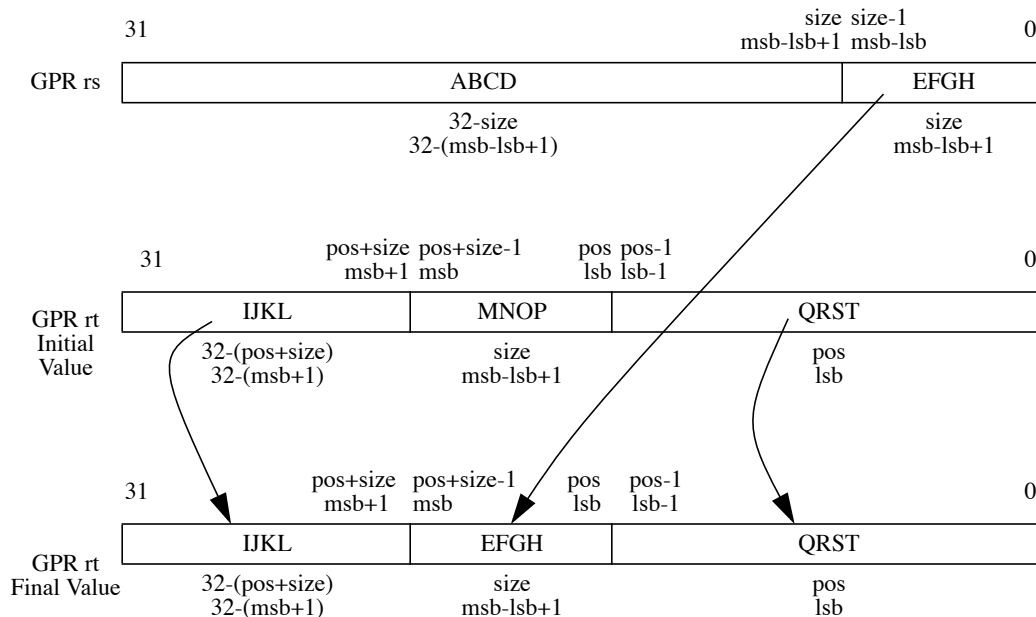 31 size size-1 0
msb-lsb+1 msb-lsb
GPR rs ABCD EFGH
32-size size
32-(msb-lsb+1) msb-lsb+1
31 pos+size pos+size-1 pos pos-1 0
msb+1 msb lsb lsb-1
GPR rt IJKL MNOP QRST
Initial
Value
32-(pos+size) size pos
32-(msb+1) msb-lsb+1 lsb
31 pos+size pos+size-1 pos pos-1 0
msb+1 msb lsb lsb-1
GPR rt IJKL EFGH QRST
Final Value
32-(pos+size) size pos
32-(msb+1) msb-lsb+1 lsb